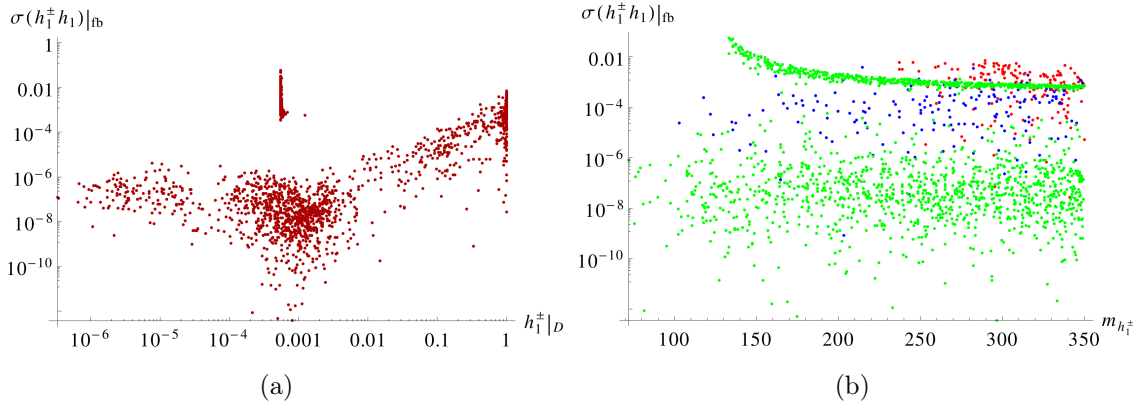 σ(h₁± h₁)|fb
1
0.01
10⁻⁴
10⁻⁶
10⁻⁸
10⁻¹⁰
10⁻⁶ 10⁻⁵ 10⁻⁴ 0.001 0.01 0.1 1
h₁±|D
(a)
σ(h₁± h₁)|fb
0.01
10⁻⁴
10⁻⁶
10⁻⁸
10⁻¹⁰
100 150 200 250 300 350
m h₁±
(b)